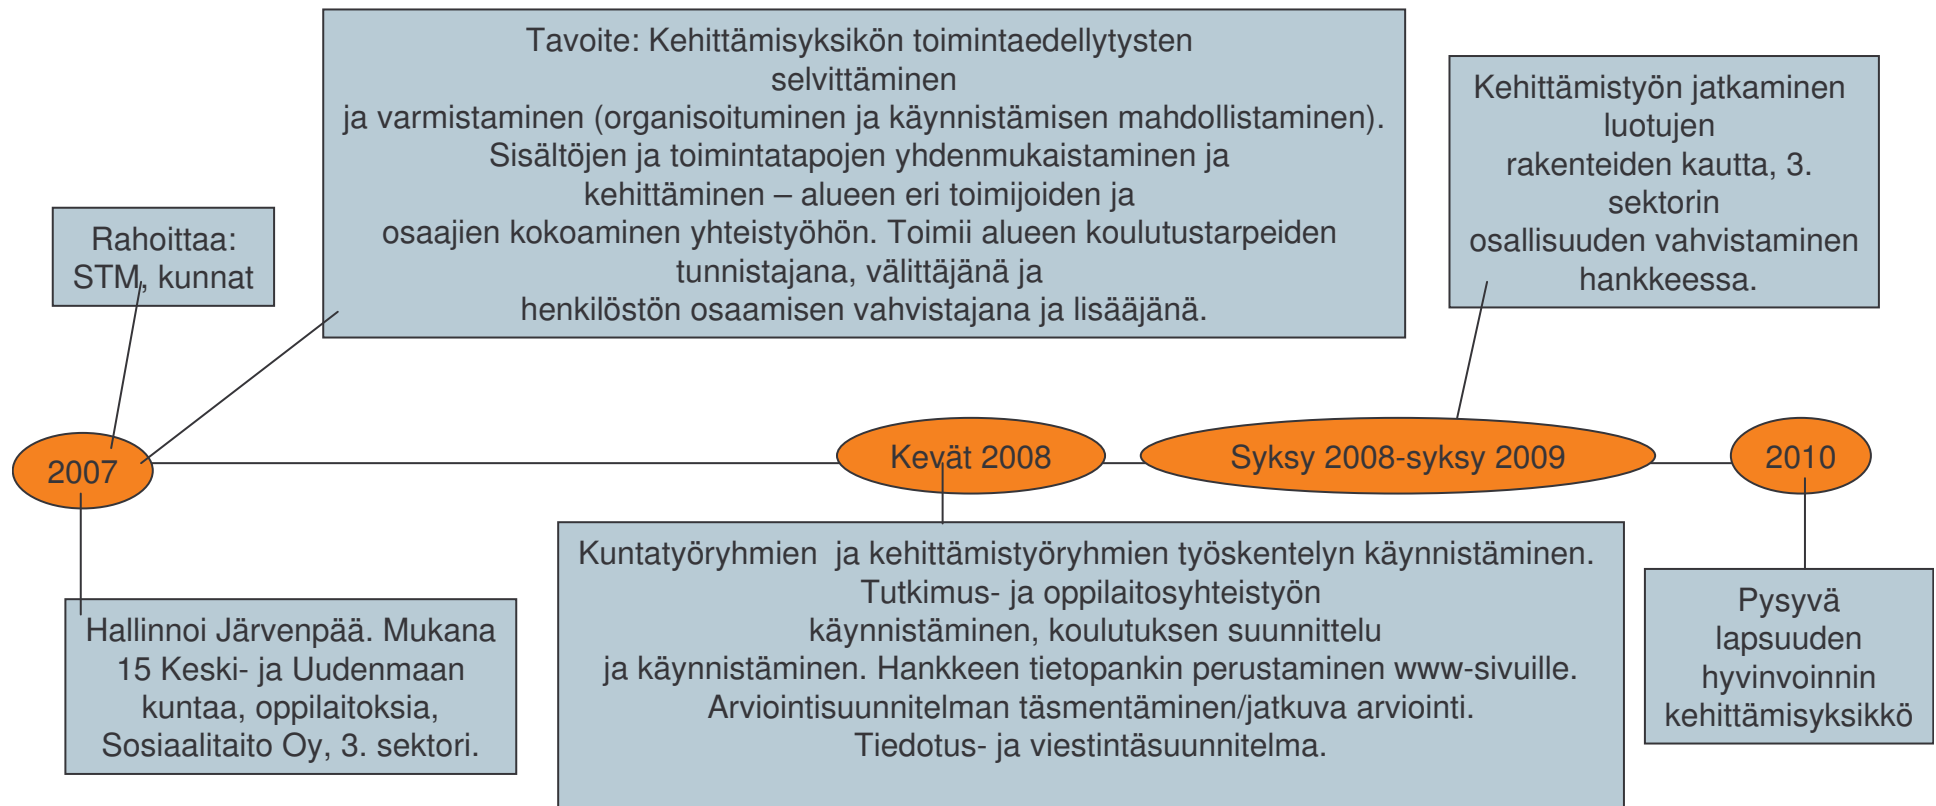 Tavoite: Kehittämisyksikön toimintaedellytysten
selvittäminen
ja varmistaminen (organisoituminen ja käynnistämisen mahdollistaminen).
Sisältöjen ja toimintatapojen yhdenmukaistaminen ja
kehittäminen – alueen eri toimijoiden ja
osaajien kokoaminen yhteistyöhön. Toimii alueen koulutustarpeiden
tunnistajana, välittäjänä ja
henkilöstön osaamisen vahvistajana ja lisääjänä.
Kehittämistyön jatkaminen
luotujen
rakenteiden kautta, 3.
sektorin
osallisuuden vahvistaminen
hankkeessa.
Rahoittaa:
STM, kunnat
2007
Kevät 2008
Syksy 2008-syksy 2009
2010
Hallinnoi Järvenpää. Mukana
15 Keski- ja Uudenmaan
kuntaa, oppilaitoksia,
Sosiaalitaito Oy, 3. sektori.
Kuntatyöryhmien  ja kehittämistyöryhmien työskentelyn käynnistäminen.
Tutkimus- ja oppilaitosyhteistyön
käynnistäminen, koulutuksen suunnittelu
ja käynnistäminen. Hankkeen tietopankin perustaminen www-sivuille.
Arviointisuunnitelman täsmentäminen/jatkuva arviointi.
Tiedotus- ja viestintäsuunnitelma.
Pysyvä
lapsuuden
hyvinvoinnin
kehittämisyksikkö